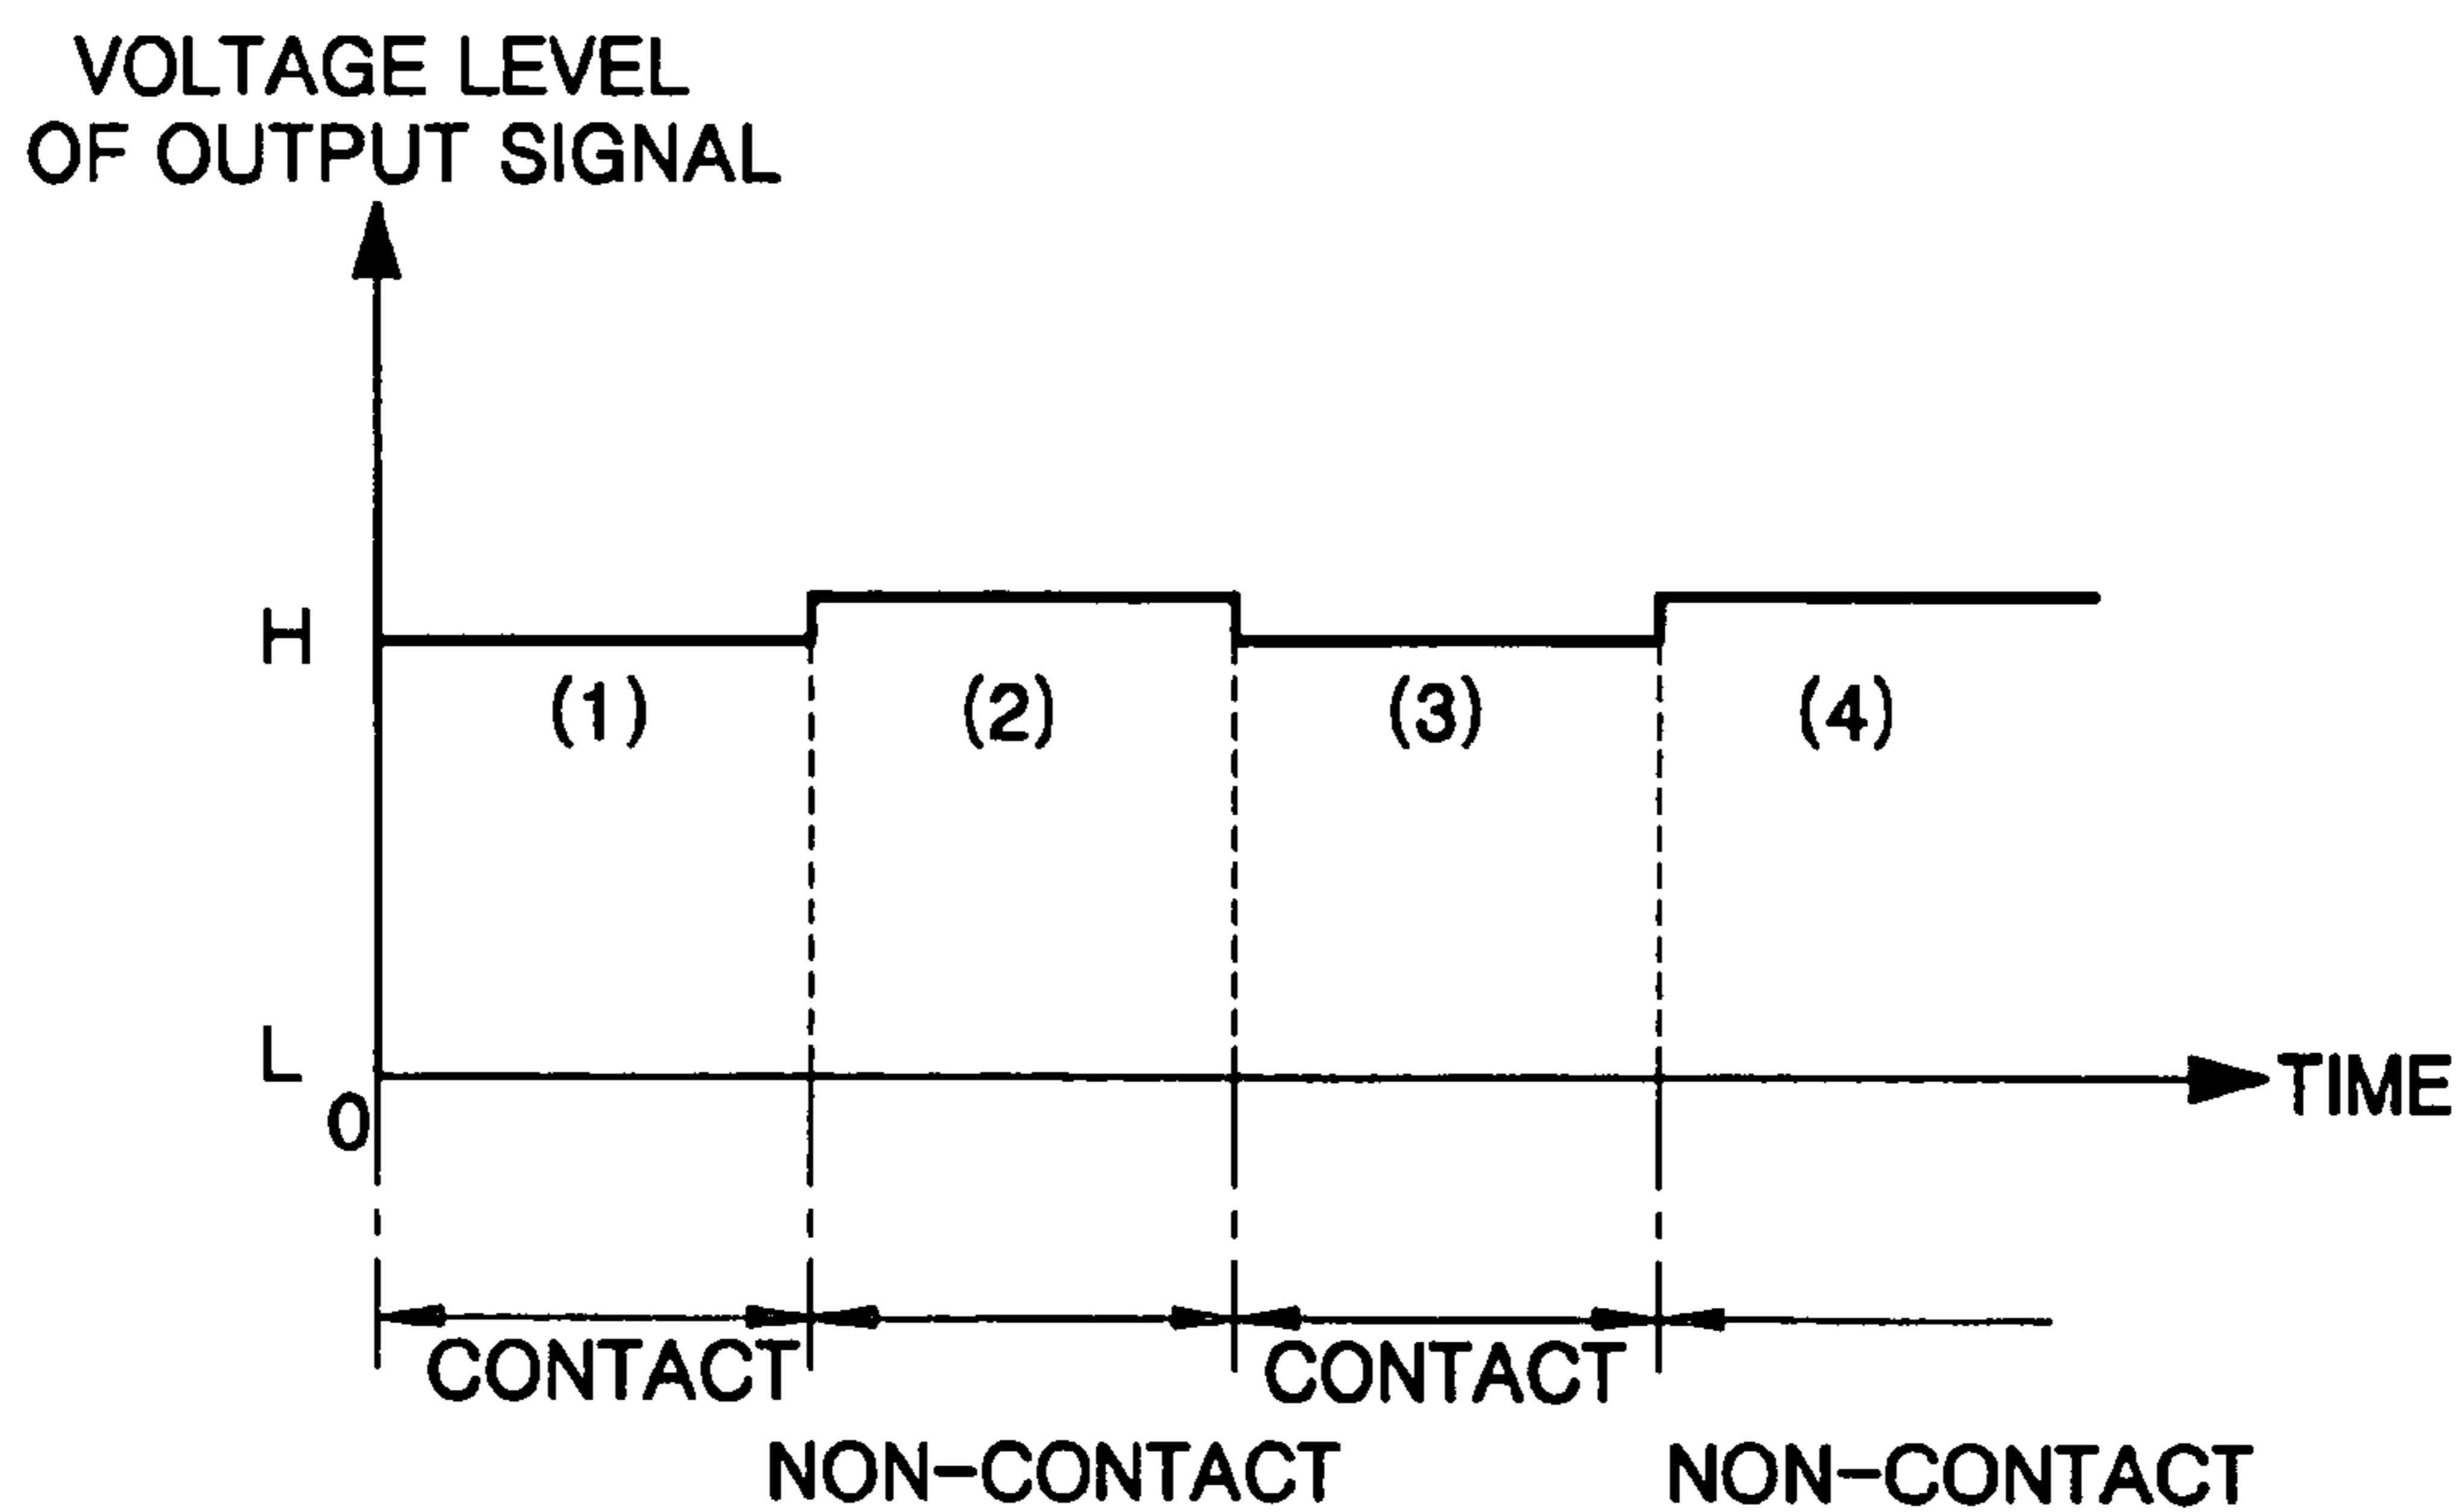 VOLTAGE LEVEL
OF OUTPUT SIGNAL
H
(1) (2) (3) (4)
L
0
TIME
CONTACT CONTACT
NON-CONTACT NON-CONTACT